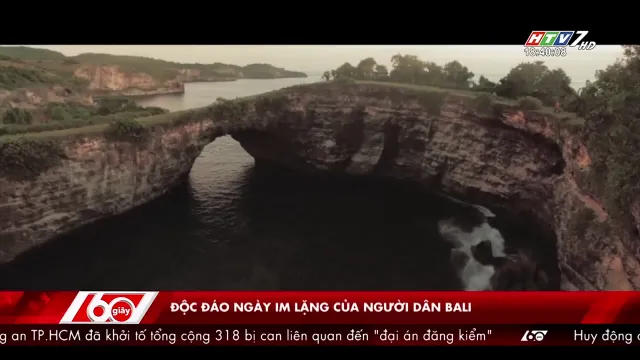 HTV7 HD
18:40:08
60 giây
ĐỘC ĐÁO NGÀY IM LẶNG CỦA NGƯỜI DÂN BALI
g an TP.HCM đã khởi tố tổng cộng 318 bị can liên quan đến "đại án đăng kiểm" 60 Huy động